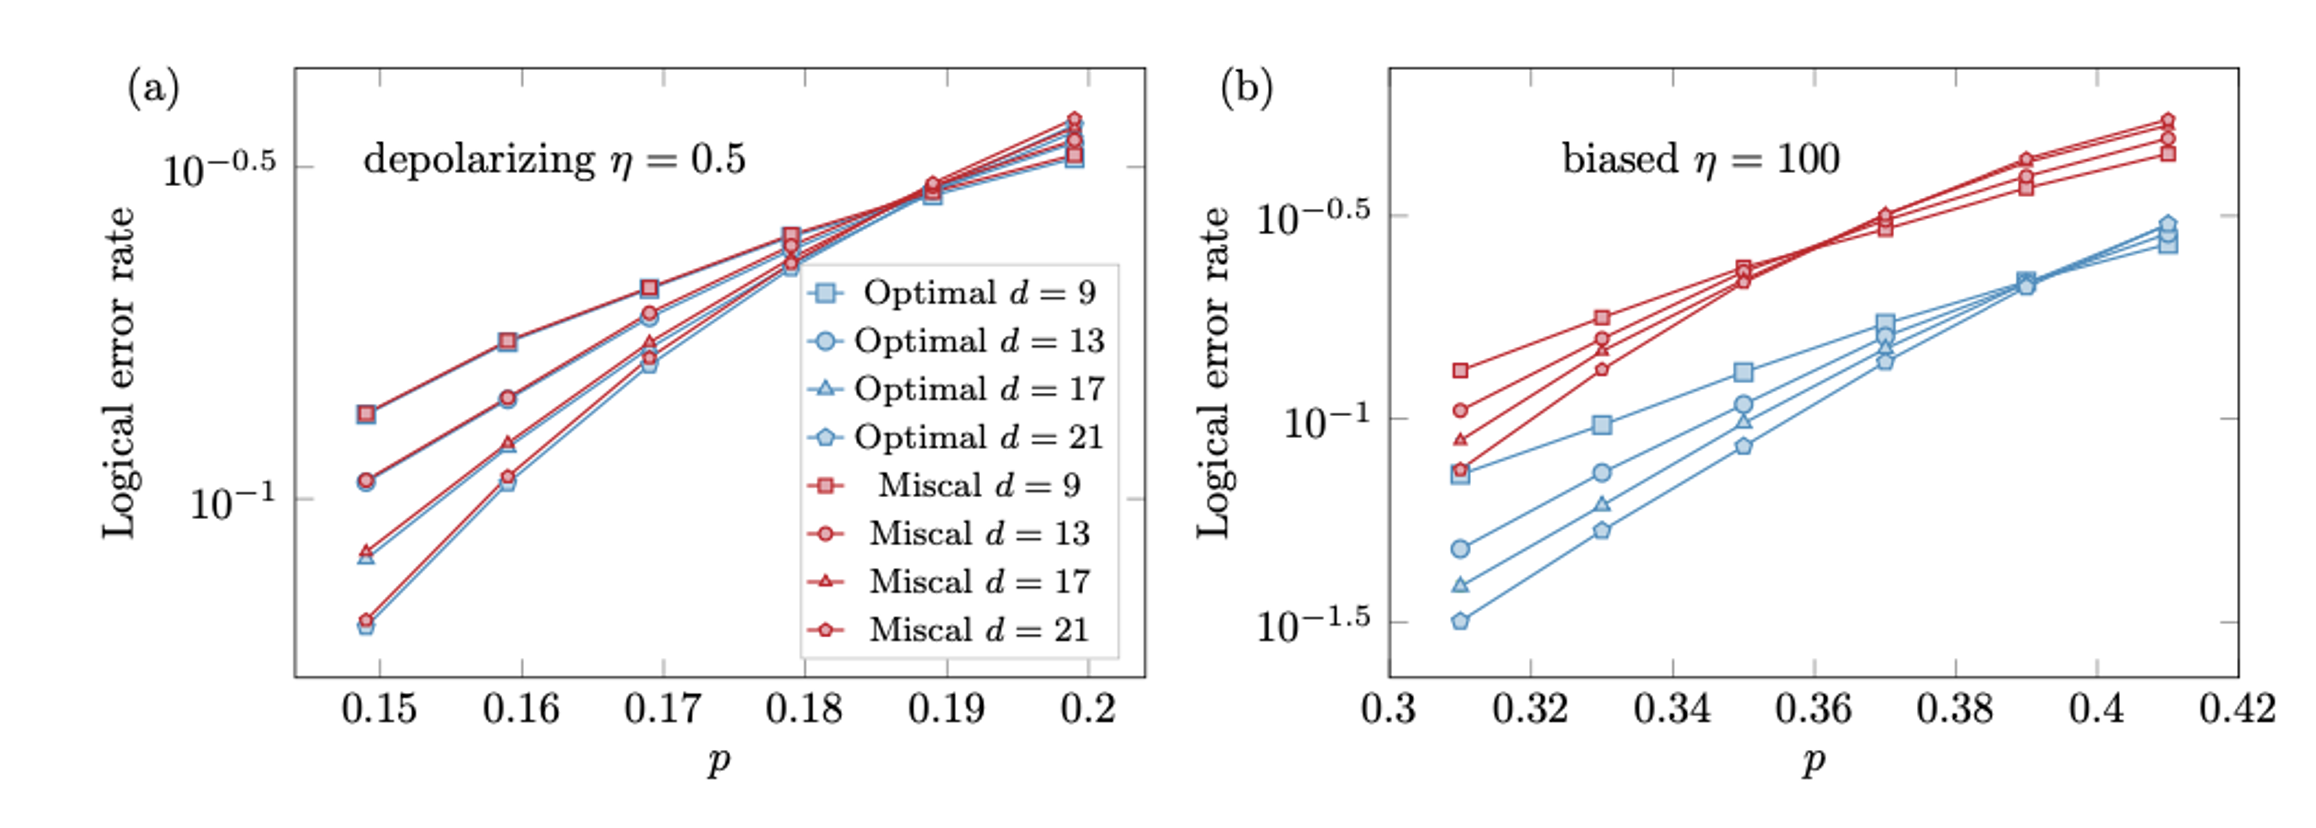 (a)
depolarizing η = 0.5
Logical error rate
10^{-0.5}
10^{-1}
Optimal d = 9
Optimal d = 13
Optimal d = 17
Optimal d = 21
Miscal d = 9
Miscal d = 13
Miscal d = 17
Miscal d = 21
0.15 0.16 0.17 0.18 0.19 0.2
p
(b)
biased η = 100
Logical error rate
10^{-0.5}
10^{-1}
10^{-1.5}
0.3 0.32 0.34 0.36 0.38 0.4 0.42
p